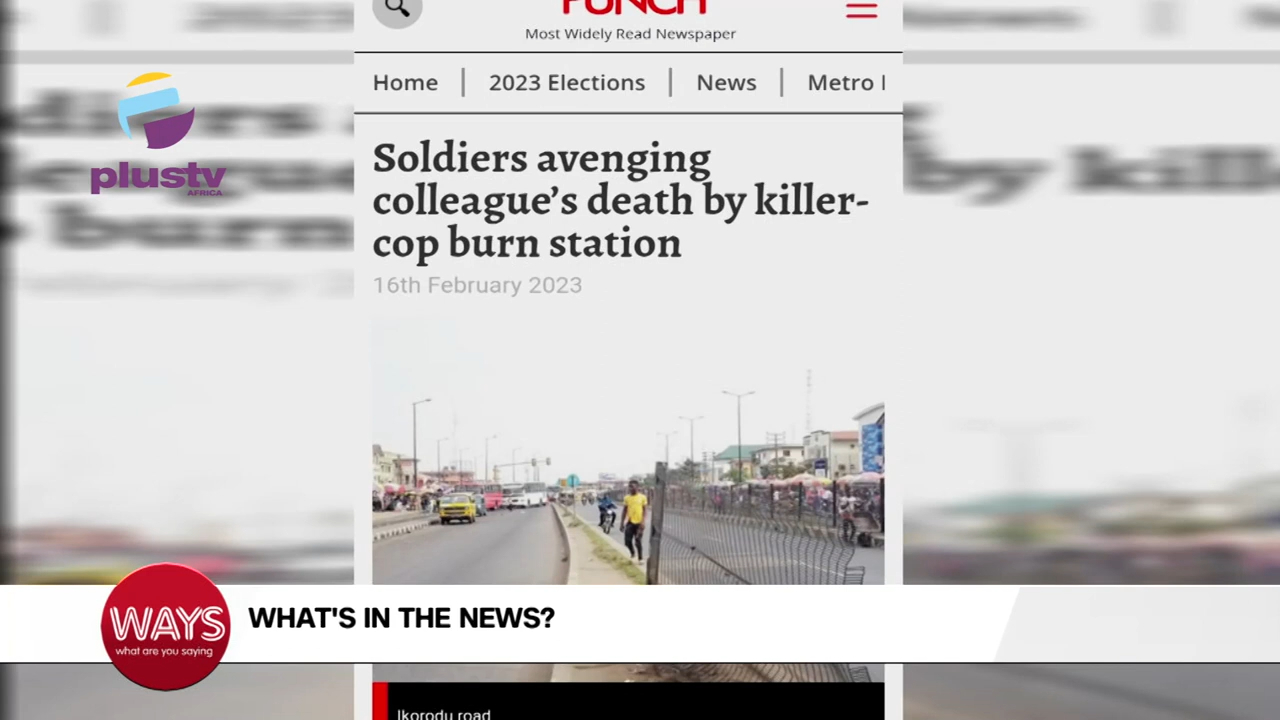 PUNCH
Most Widely Read Newspaper
Home
2023 Elections
News
Metro
plustv
AFRICA
Soldiers avenging
colleague’s death by killer-
cop burn station
16th February 2023
WAYS
what are you saying
WHAT'S IN THE NEWS?
Ikorodu road